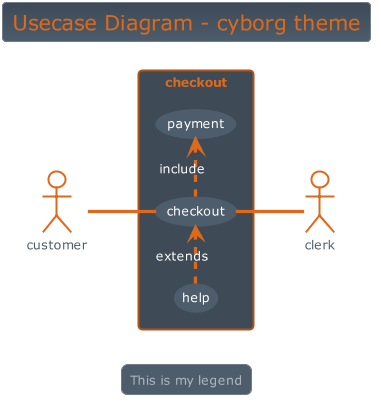 Usecase Diagram - cyborg theme
checkout
payment
include
checkout
customer
clerk
extends
help
This is my legend